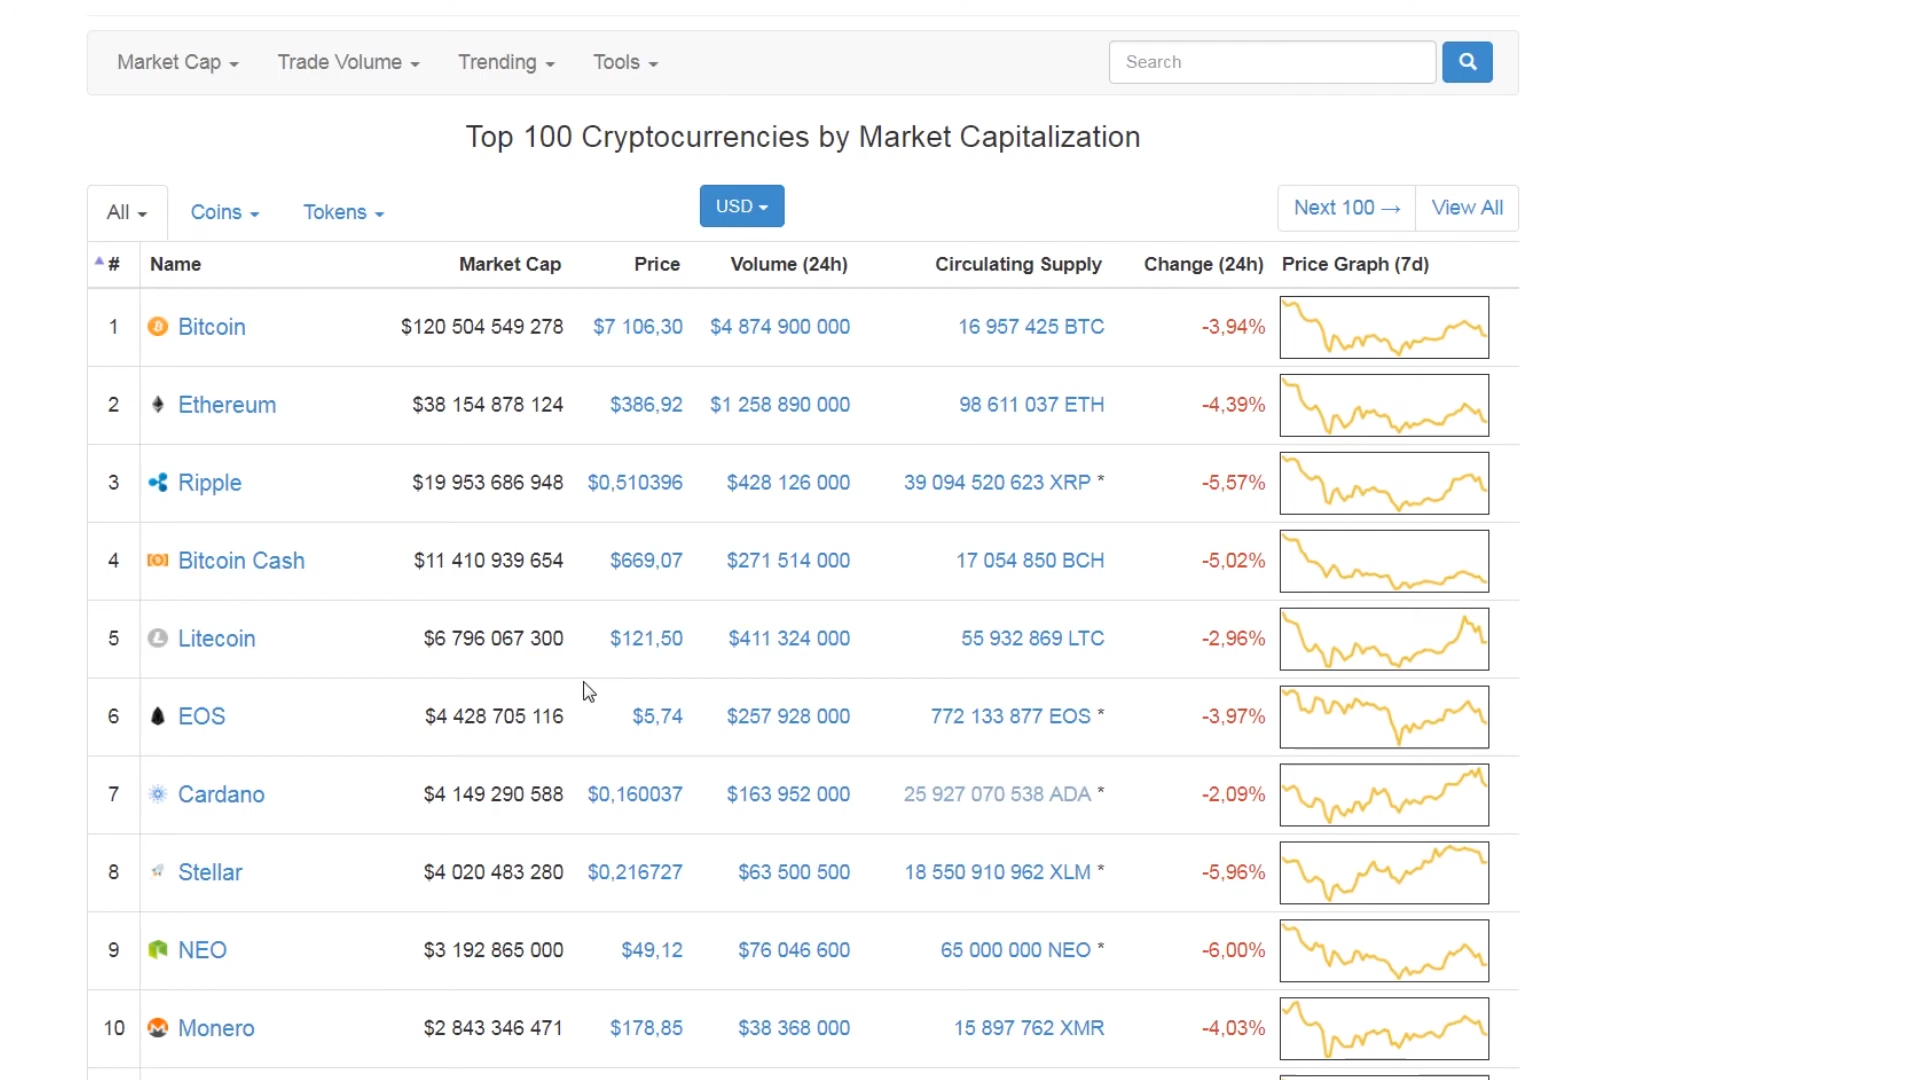 Market Cap Trade Volume Trending Tools Search
Top 100 Cryptocurrencies by Market Capitalization
All Coins Tokens USD Next 100 → View All
# Name Market Cap Price Volume (24h) Circulating Supply Change (24h) Price Graph (7d)
1 Bitcoin $120 504 549 278 $7 106,30 $4 874 900 000 16 957 425 BTC -3,94%
2 Ethereum $38 154 878 124 $386,92 $1 258 890 000 98 611 037 ETH -4,39%
3 Ripple $19 953 686 948 $0,510396 $428 126 000 39 094 520 623 XRP * -5,57%
4 Bitcoin Cash $11 410 939 654 $669,07 $271 514 000 17 054 850 BCH -5,02%
5 Litecoin $6 796 067 300 $121,50 $411 324 000 55 932 869 LTC -2,96%
6 EOS $4 428 705 116 $5,74 $257 928 000 772 133 877 EOS * -3,97%
7 Cardano $4 149 290 588 $0,160037 $163 952 000 25 927 070 538 ADA * -2,09%
8 Stellar $4 020 483 280 $0,216727 $63 500 500 18 550 910 962 XLM * -5,96%
9 NEO $3 192 865 000 $49,12 $76 046 600 65 000 000 NEO * -6,00%
10 Monero $2 843 346 471 $178,85 $38 368 000 15 897 762 XMR -4,03%